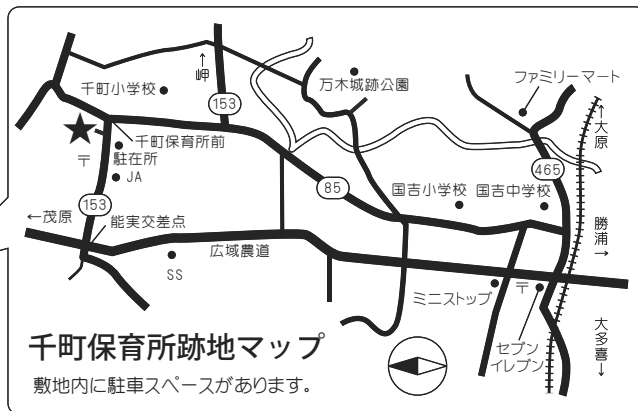 ↑岬
千町小学校
153
万木城跡公園
ファミリーマート
↑大原
千町保育所前
〒
駐在所
JA
85
465
国吉小学校
国吉中学校
153
←茂原
能実交差点
勝浦→
広域農道
SS
ミニストップ
〒
セブン
イレブン
大多喜→
千町保育所跡地マップ
敷地内に駐車スペースがあります。